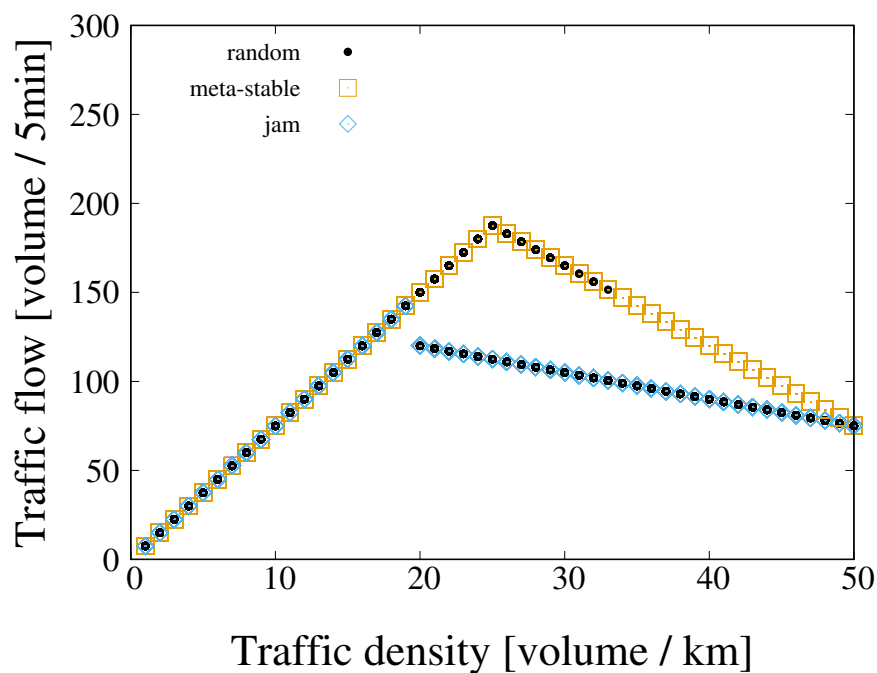 Traffic flow [volume / 5min]
300
250
200
150
100
50
0
random
meta-stable
jam
0 10 20 30 40 50
Traffic density [volume / km]